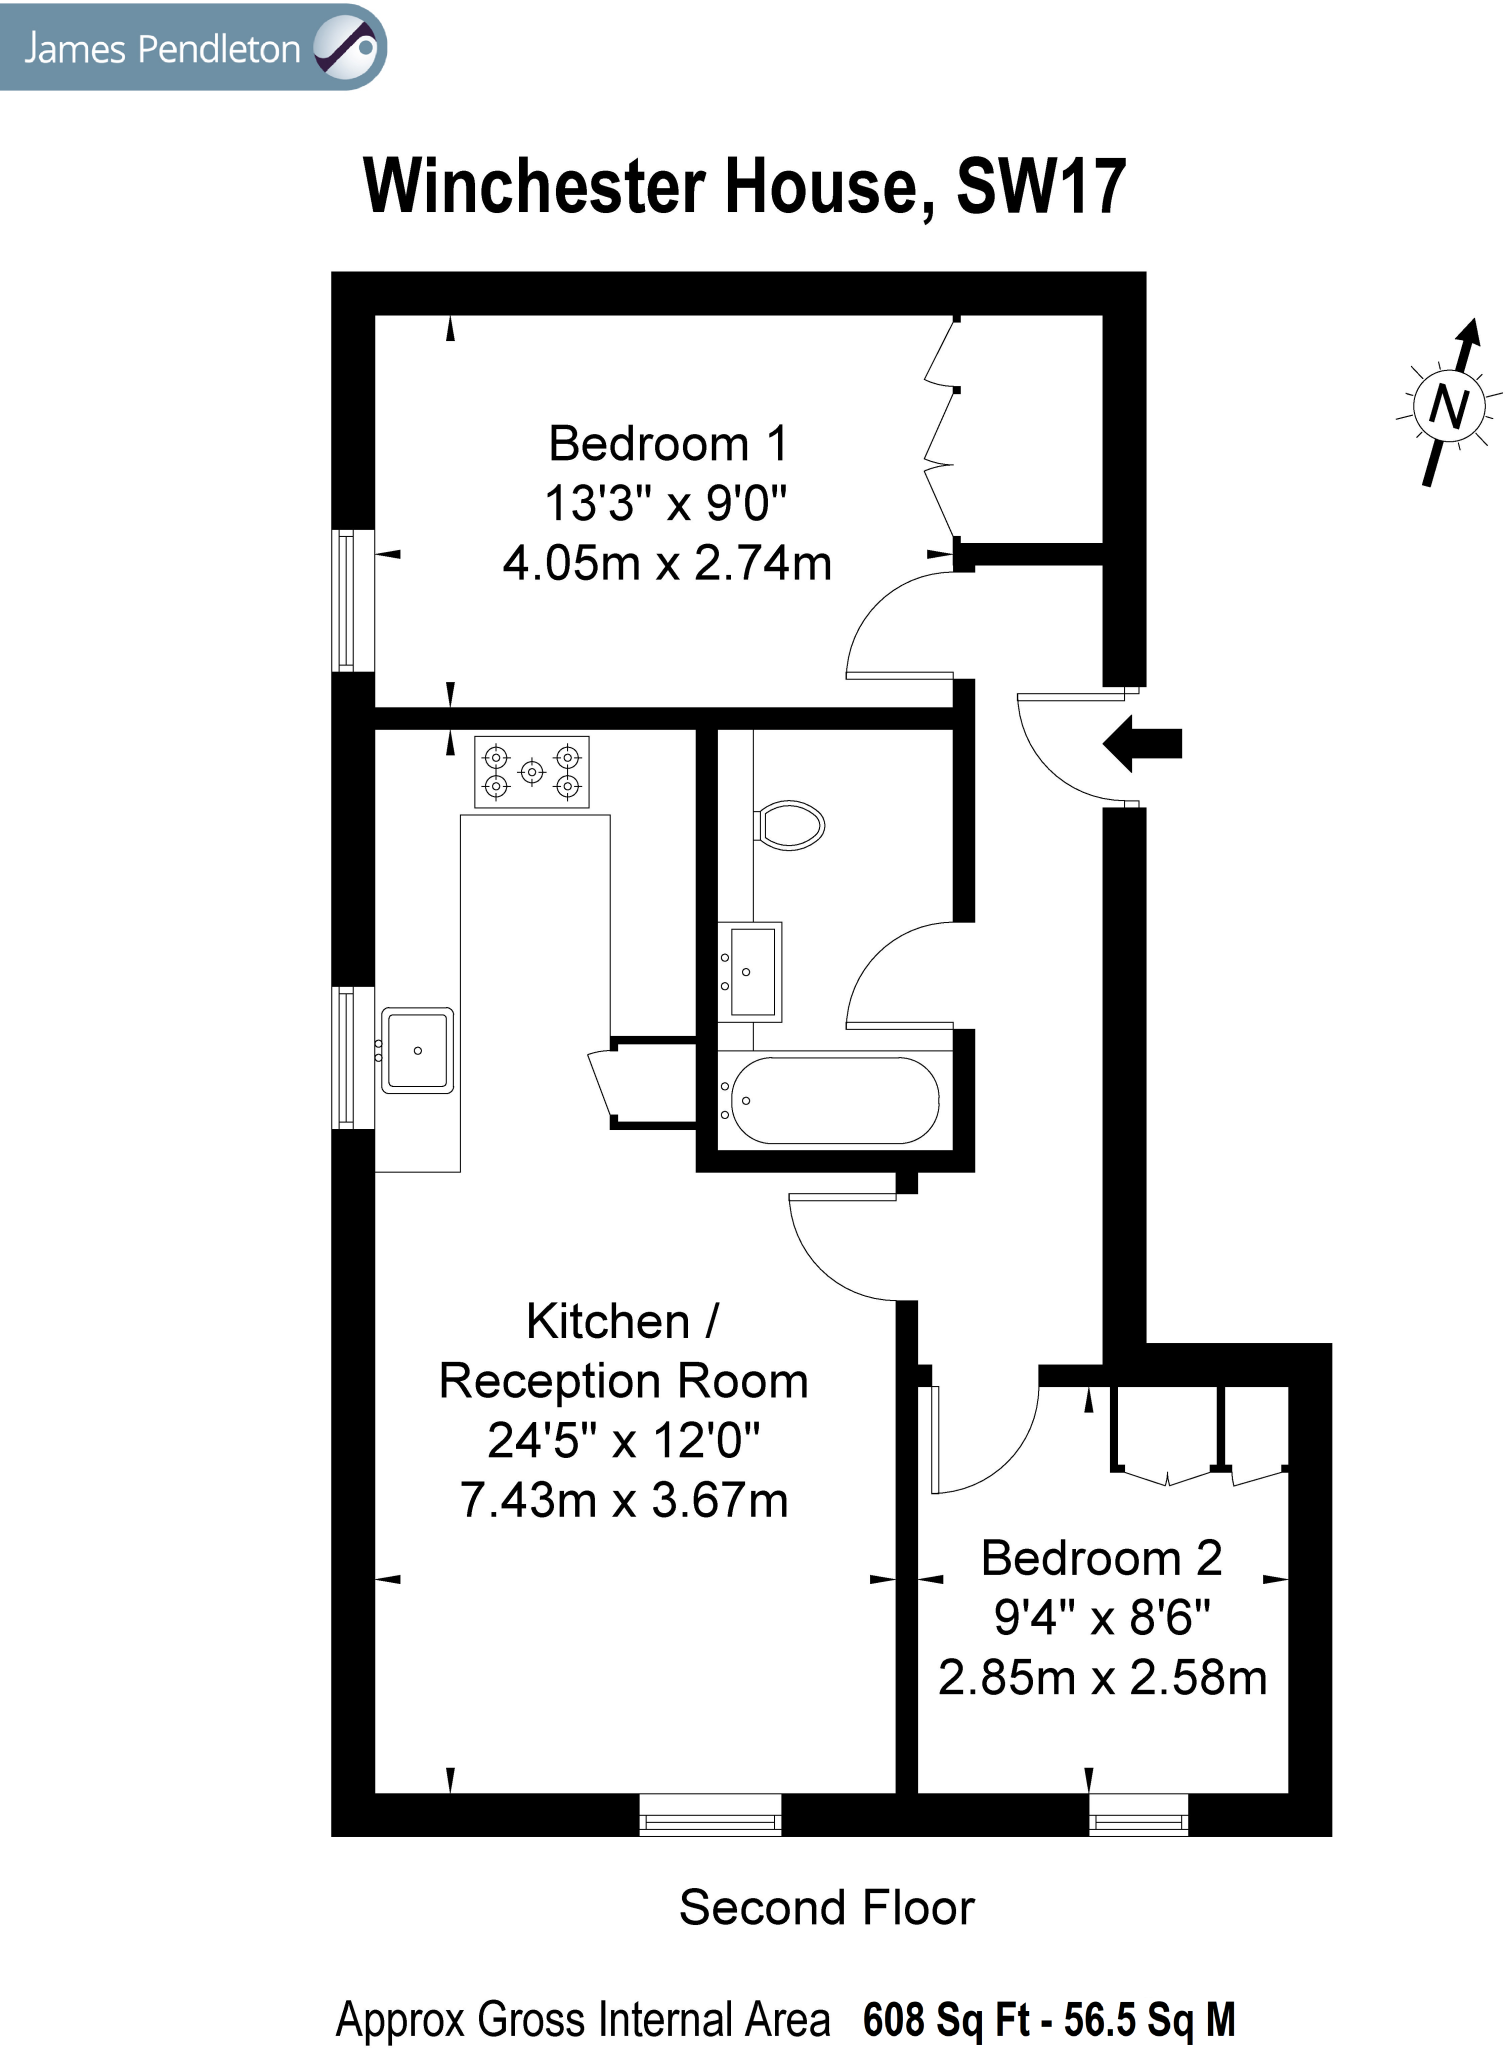 James Pendleton
Winchester House, SW17
N
Bedroom 1
13'3" x 9'0"
4.05m x 2.74m
Kitchen /
Reception Room
24'5" x 12'0"
7.43m x 3.67m
Bedroom 2
9'4" x 8'6"
2.85m x 2.58m
Second Floor
Approx Gross Internal Area 608 Sq Ft - 56.5 Sq M